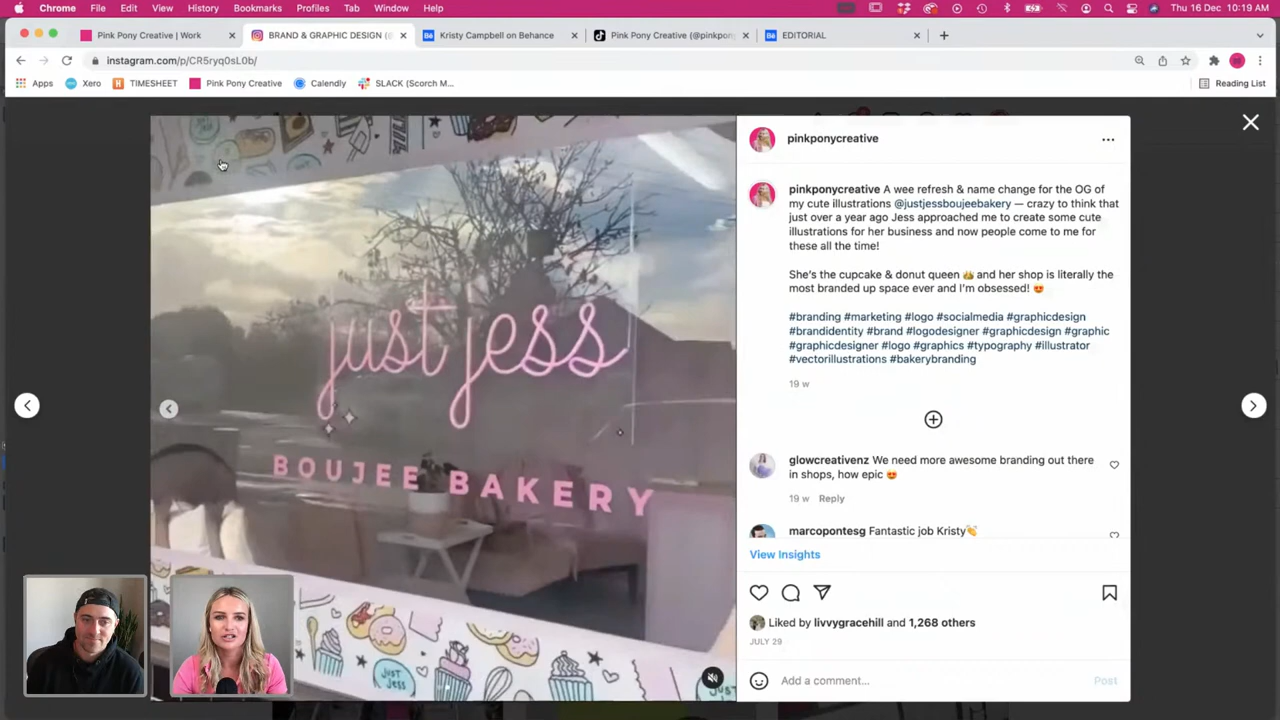 Chrome File Edit View History Bookmarks Profiles Tab Window Help Thu 16 Dec 10:19 AM
Pink Pony Creative | Work
BRAND & GRAPHIC DESIGN (@
Kristy Campbell on Behance
Pink Pony Creative (@pinkpon
EDITORIAL
instagram.com/p/CR5ryq0sL0b/
Apps Xero TIMESHEET Pink Pony Creative Calendly SLACK (Scorch M... Reading List
pinkponycreative
pinkponycreative A wee refresh & name change for the OG of
my cute illustrations @justjessboujeebakery — crazy to think that
just over a year ago Jess approached me to create some cute
illustrations for her business and now people come to me for
these all the time!
She's the cupcake & donut queen 👑 and her shop is literally the
most branded up space ever and I'm obsessed! 😍
#branding #marketing #logo #socialmedia #graphicdesign
#brandidentity #brand #logodesigner #graphicdesign #graphic
#graphicdesigner #logo #graphics #typography #illustrator
#vectorillustrations #bakerybranding
19 w
glowcreativenz We need more awesome branding out there
in shops, how epic 😍
19 w Reply
marcopontesg Fantastic job Kristy👏
View Insights
Liked by livvygracehill and 1,268 others
JULY 29
Add a comment... Post
just jess
BOUJEE BAKERY
JUST
JESS